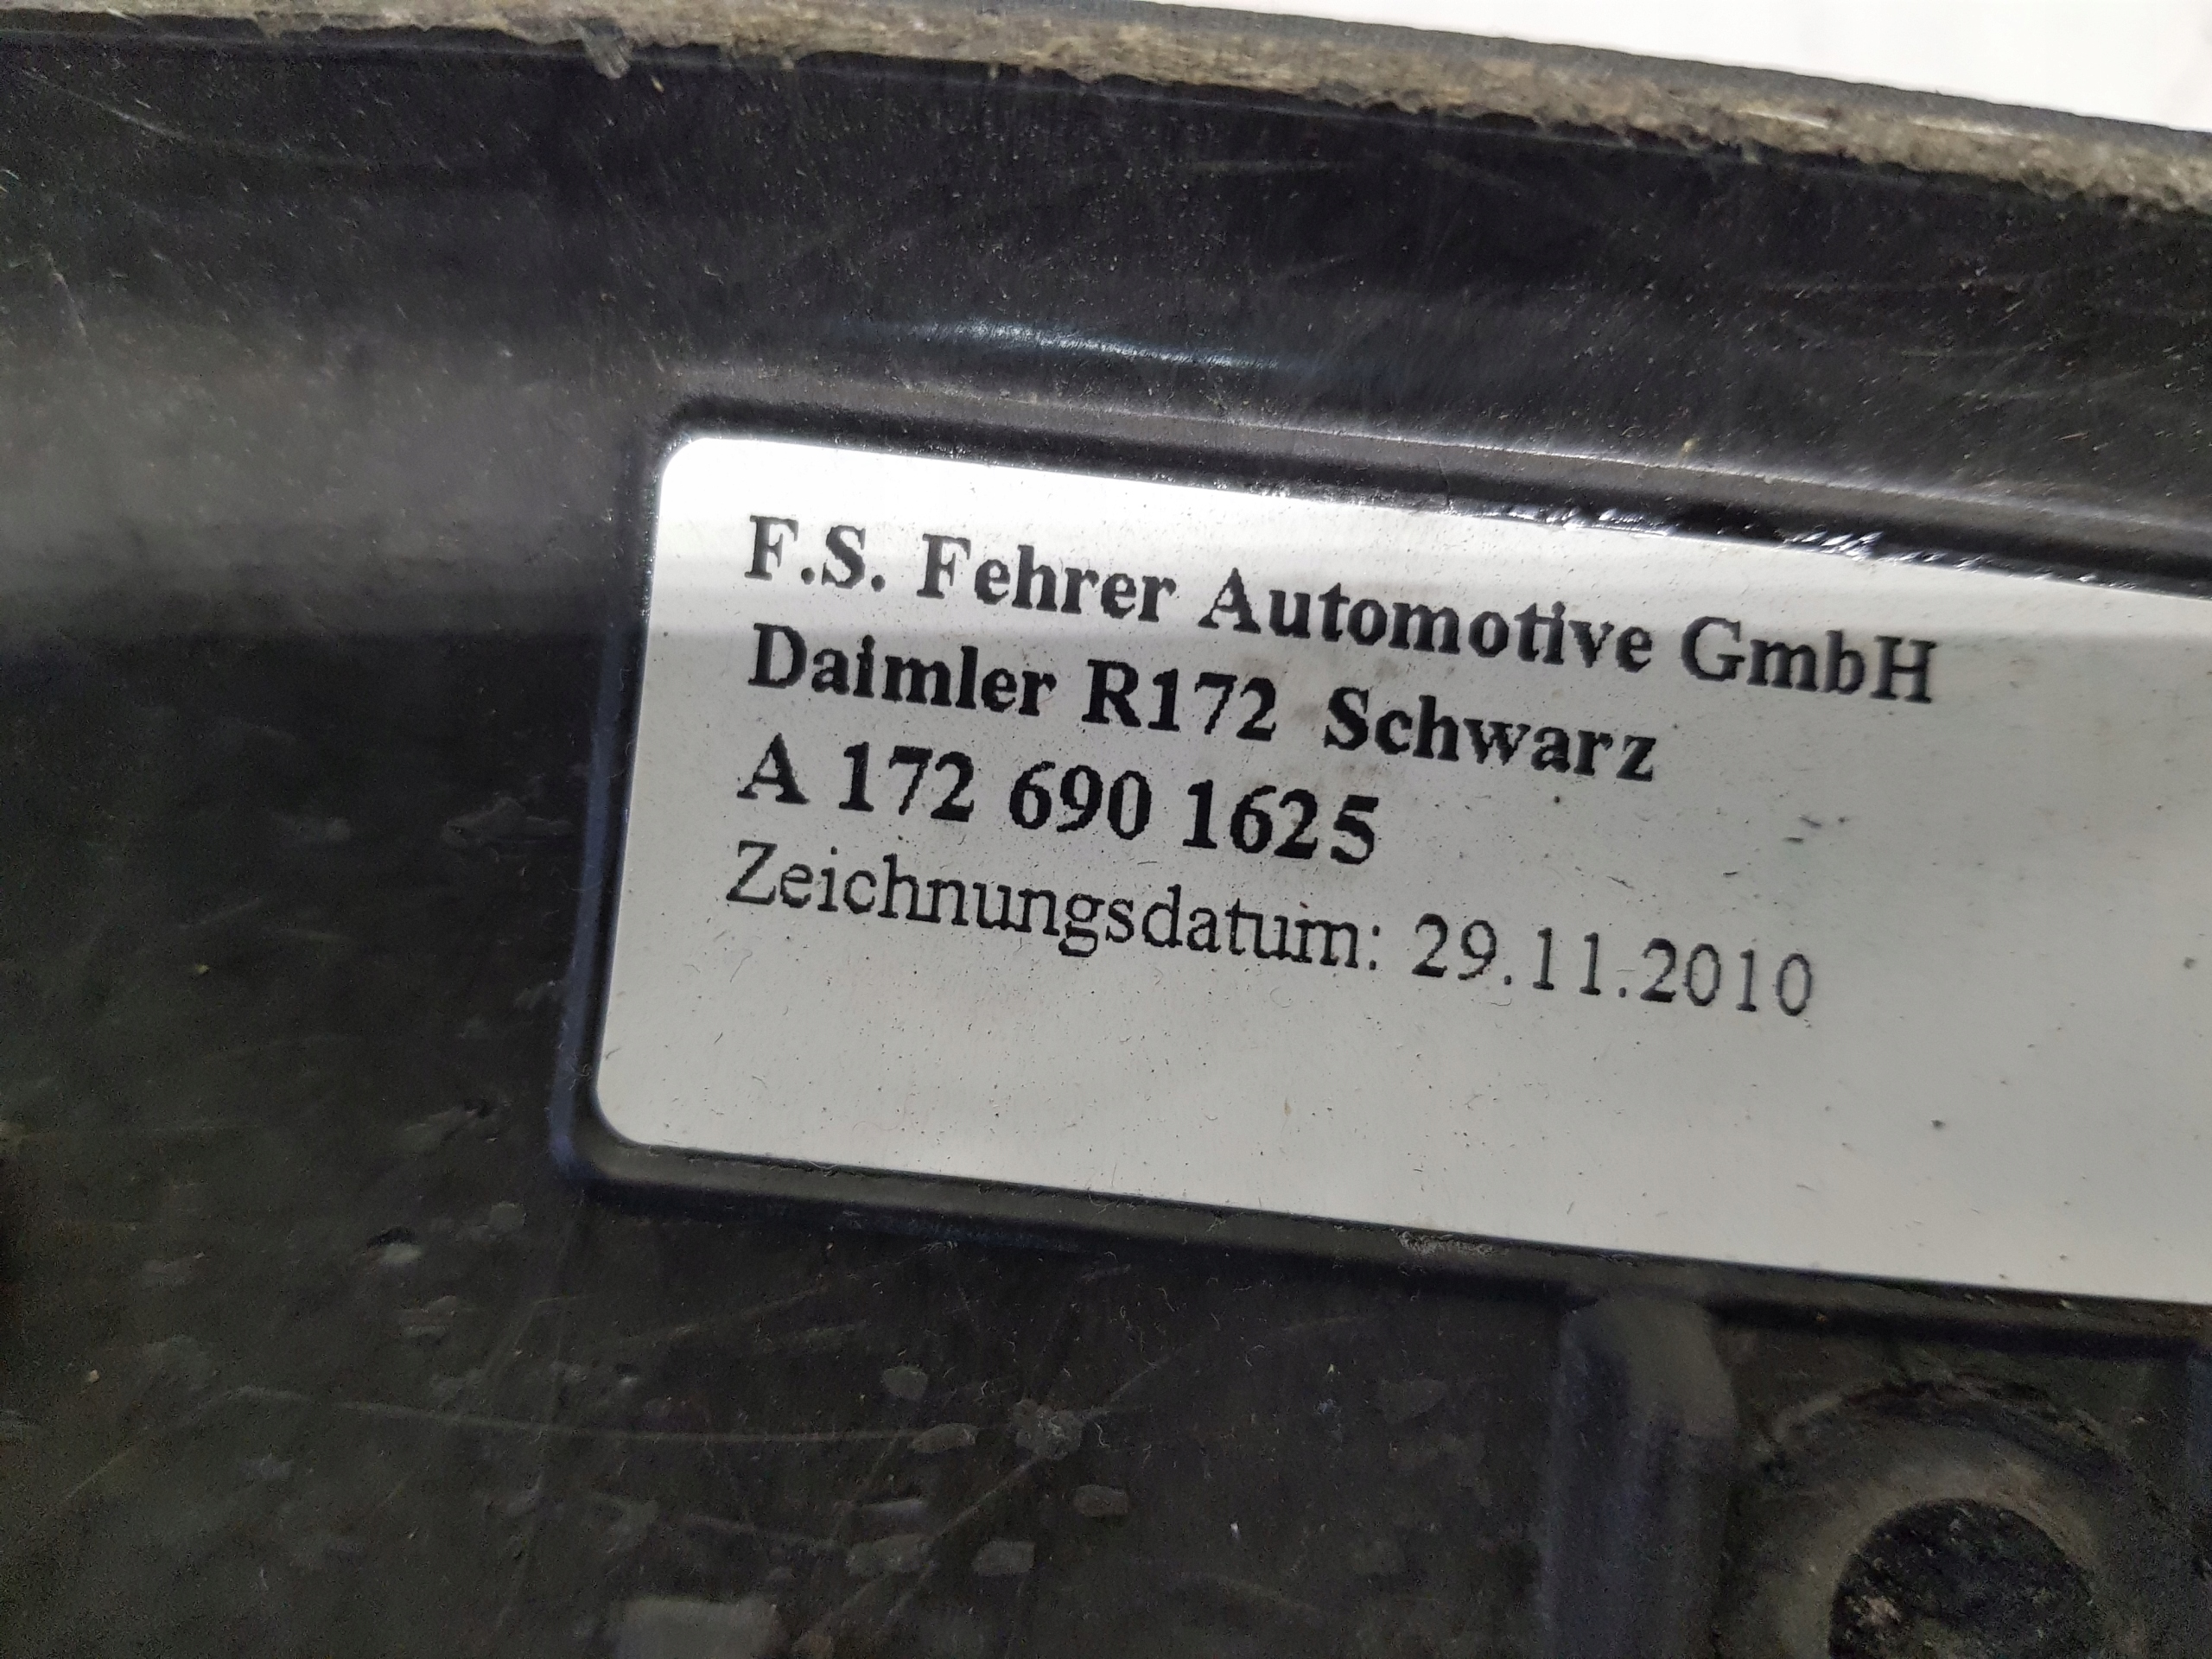 F.S. Fehrer Automotive GmbH
Daimler R172 Schwarz
A 172 690 1625
Zeichnungsdatum: 29.11.2010